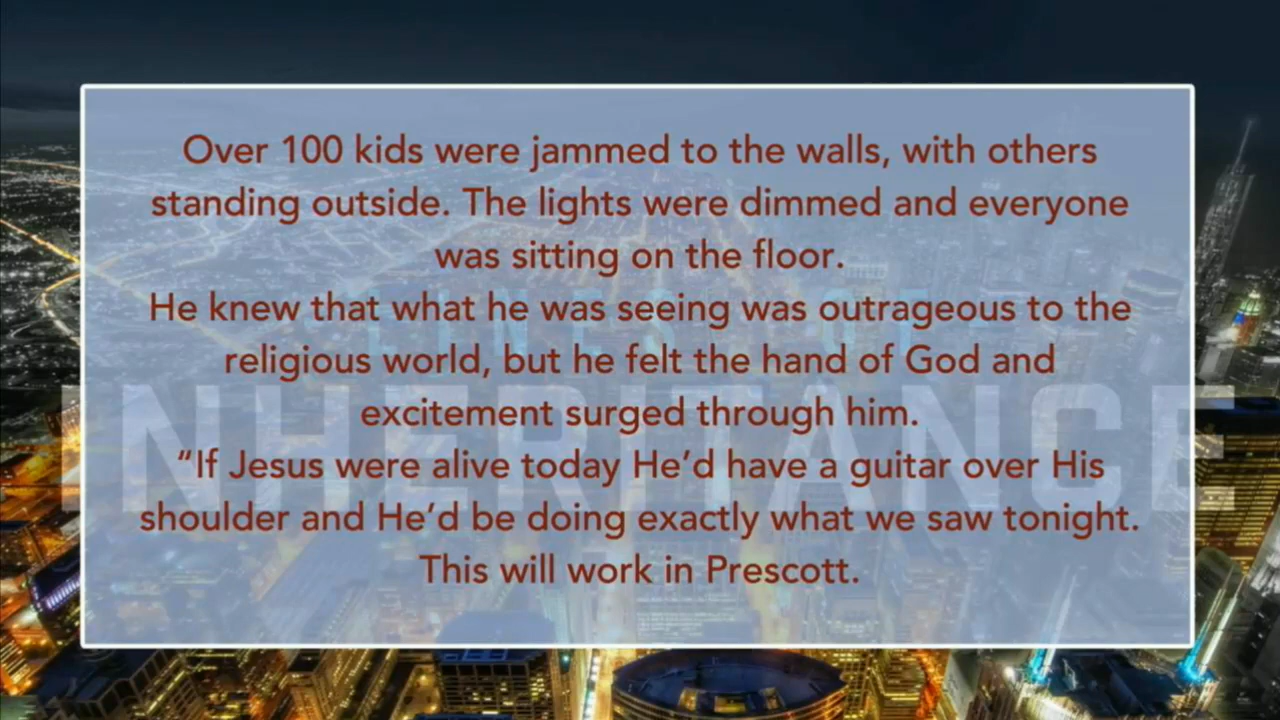 Over 100 kids were jammed to the walls, with others
standing outside. The lights were dimmed and everyone
was sitting on the floor.
He knew that what he was seeing was outrageous to the
religious world, but he felt the hand of God and
excitement surged through him.
“If Jesus were alive today He’d have a guitar over His
shoulder and He’d be doing exactly what we saw tonight.
This will work in Prescott.
LINES OF
INHERITANCE